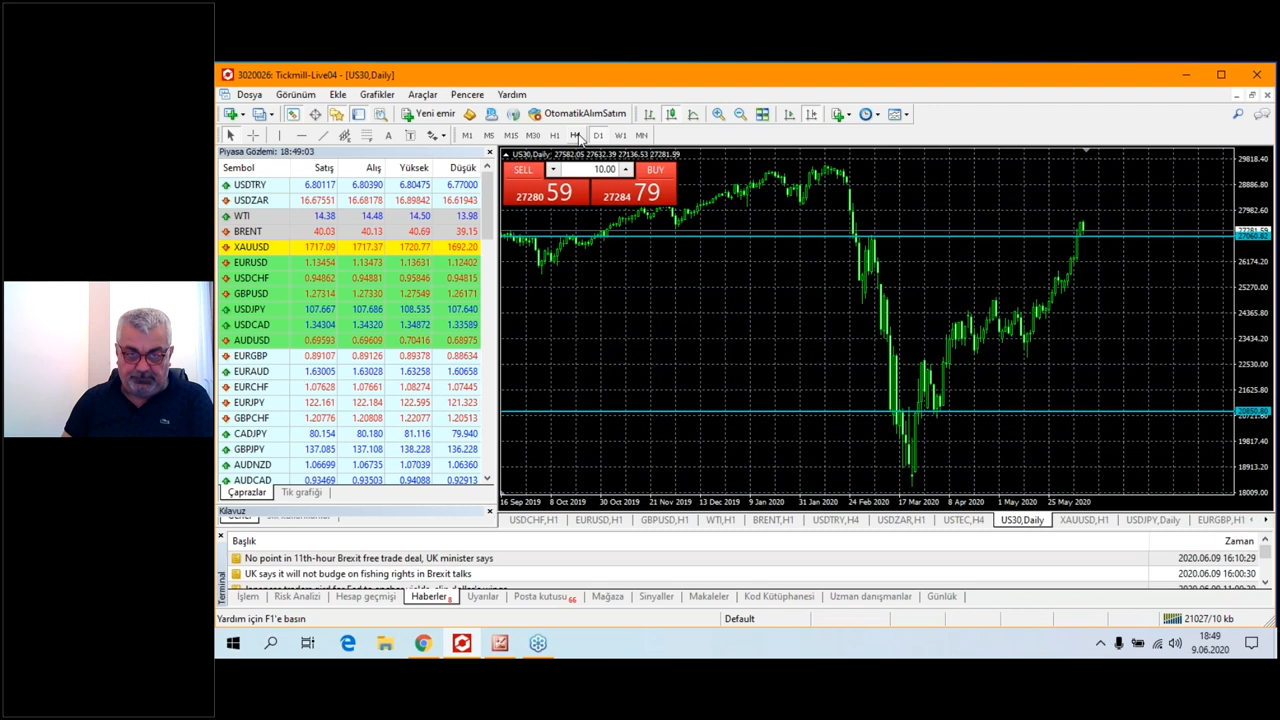 3020026: Tickmill-Live04 - [US30,Daily]
Dosya Görünüm Ekle Grafikler Araçlar Pencere Yardım
Yeni emir OtomatikAlımSatım
M1 M5 M15 M30 H1 H4 D1 W1 MN
Piyasa Gözlemi: 18:49:03
Sembol Satış Alış Yüksek Düşük
USDTRY 6.80117 6.80390 6.80475 6.77000
USDZAR 16.67551 16.68178 16.89842 16.61943
WTI 14.38 14.48 14.50 13.98
BRENT 40.03 40.13 40.69 39.15
XAUUSD 1717.09 1717.37 1720.77 1692.20
EURUSD 1.13454 1.13473 1.13631 1.12402
USDCHF 0.94862 0.94881 0.95846 0.94815
GBPUSD 1.27314 1.27330 1.27549 1.26171
USDJPY 107.667 107.686 108.535 107.640
USDCAD 1.34304 1.34320 1.34872 1.33589
AUDUSD 0.69593 0.69609 0.70416 0.68975
EURGBP 0.89107 0.89126 0.89378 0.88634
EURAUD 1.63005 1.63028 1.63258 1.60658
EURCHF 1.07628 1.07661 1.08274 1.07445
EURJPY 122.161 122.184 122.595 121.323
GBPCHF 1.20776 1.20808 1.22077 1.20513
CADJPY 80.154 80.180 81.116 79.940
GBPJPY 137.085 137.108 138.228 136.228
AUDNZD 1.06699 1.06735 1.07039 1.06360
AUDCAD 0.93469 0.93503 0.94088 0.92913
Çaprazlar Tik grafiği
Kılavuz
US30,Daily 27582.05 27632.39 27136.53 27281.59
SELL 10.00 BUY
27280 59 27284 79
29818.40
28886.80
27982.60
27281.59
27060.82
26174.20
25270.00
24365.80
23434.20
22530.00
21625.80
20850.80
20721.60
19817.40
18913.20
18009.00
16 Sep 2019 8 Oct 2019 30 Oct 2019 21 Nov 2019 13 Dec 2019 9 Jan 2020 31 Jan 2020 24 Feb 2020 17 Mar 2020 8 Apr 2020 1 May 2020 25 May 2020
USDCHF,H1 EURUSD,H1 GBPUSD,H1 WTI,H1 BRENT,H1 USDTRY,H4 USDZAR,H1 USTEC,H4 US30,Daily XAUUSD,H1 USDJPY,Daily EURGBP,H1
Başlık Zaman
No point in 11th-hour Brexit free trade deal, UK minister says 2020.06.09 16:10:29
UK says it will not budge on fishing rights in Brexit talks 2020.06.09 16:00:30
Terminal
İşlem Risk Analizi Hesap geçmişi Haberler 8 Uyarılar Posta kutusu 66 Mağaza Sinyaller Makaleler Kod Kütüphanesi Uzman danışmanlar Günlük
Yardım için F1'e basın Default 21027/10 kb
18:49
9.06.2020